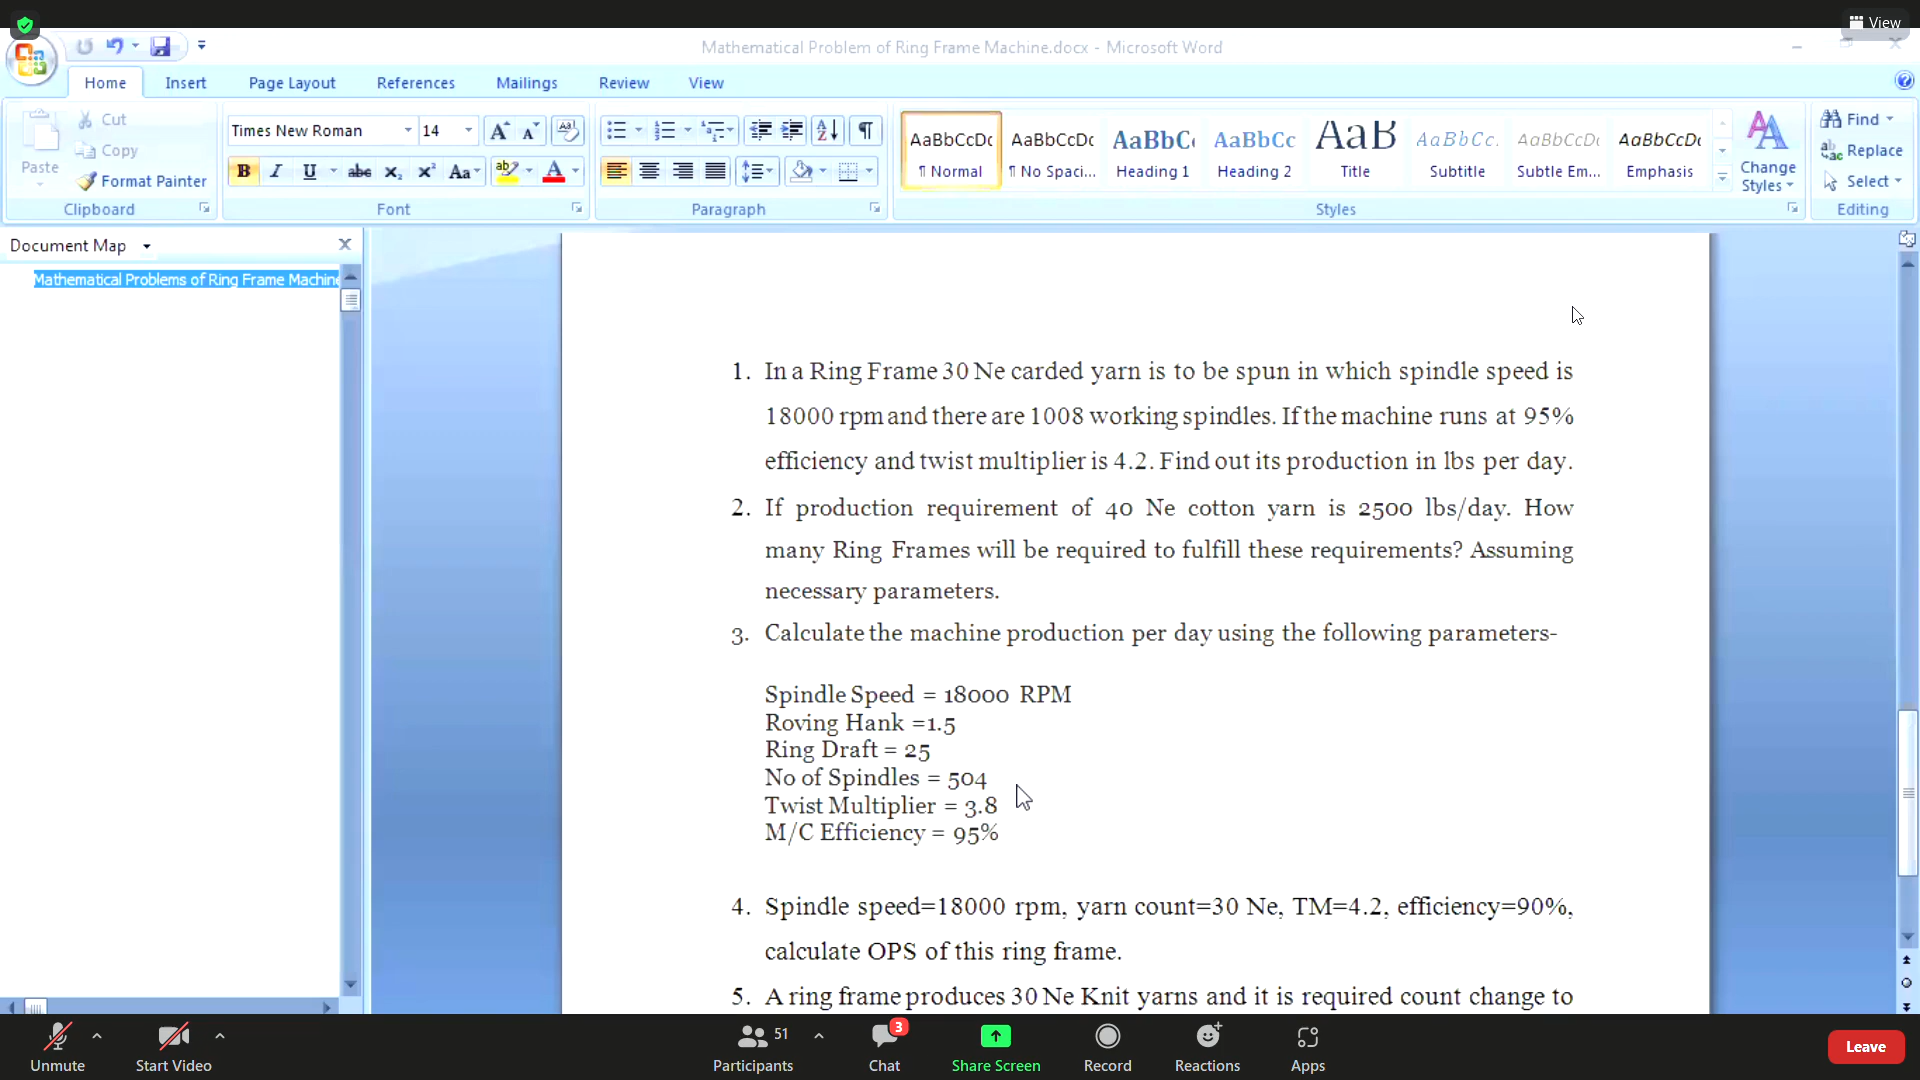 View
Mathematical Problem of Ring Frame Machine.docx - Microsoft Word
Home Insert Page Layout References Mailings Review View
Cut
Copy
Paste
Format Painter
Clipboard
Times New Roman 14
B I U abc X₂ X² Aa ab A
Font
Paragraph
AaBbCcDc AaBbCcDc AaBbC AaBbCc AaB AaBbCc. AaBbCcDc AaBbCcDc
¶ Normal ¶ No Spaci... Heading 1 Heading 2 Title Subtitle Subtle Em... Emphasis
Styles
Change
Styles
Find
Replace
Select
Editing
Document Map
Mathematical Problems of Ring Frame Machine
1. In a Ring Frame 30 Ne carded yarn is to be spun in which spindle speed is
18000 rpm and there are 1008 working spindles. If the machine runs at 95%
efficiency and twist multiplier is 4.2. Find out its production in lbs per day.
2. If production requirement of 40 Ne cotton yarn is 2500 lbs/day. How
many Ring Frames will be required to fulfill these requirements? Assuming
necessary parameters.
3. Calculate the machine production per day using the following parameters-
Spindle Speed = 18000 RPM
Roving Hank =1.5
Ring Draft = 25
No of Spindles = 504
Twist Multiplier = 3.8
M/C Efficiency = 95%
4. Spindle speed=18000 rpm, yarn count=30 Ne, TM=4.2, efficiency=90%,
calculate OPS of this ring frame.
5. A ring frame produces 30 Ne Knit yarns and it is required count change to
51
3
Unmute Start Video Participants Chat Share Screen Record Reactions Apps Leave